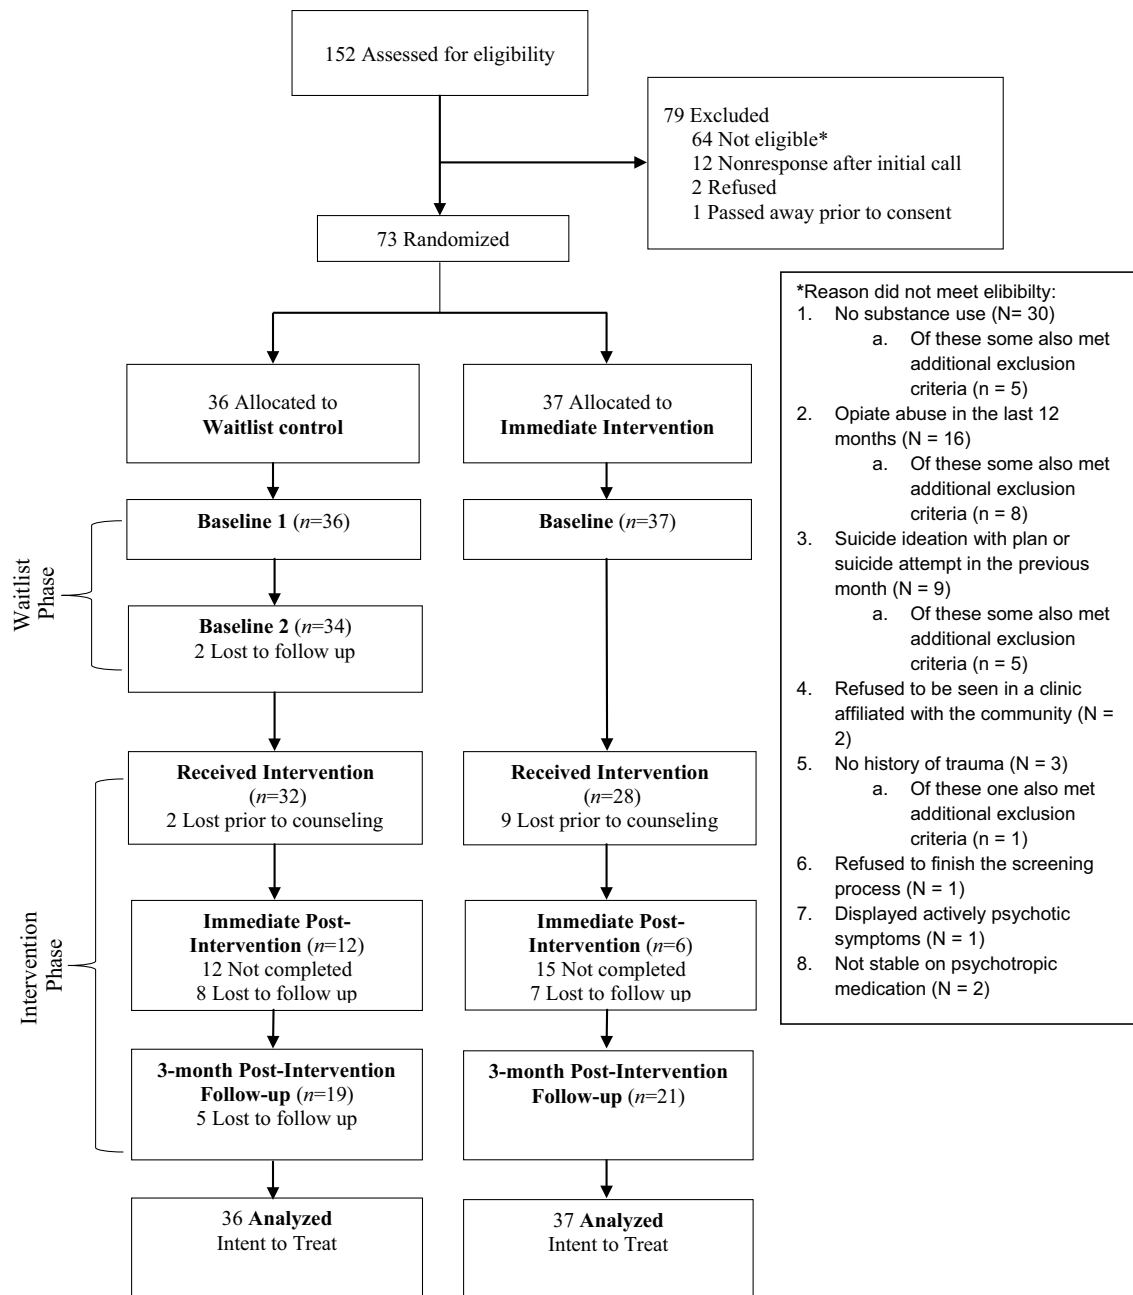 152 Assessed for eligibility
79 Excluded
64 Not eligible*
12 Nonresponse after initial call
2 Refused
1 Passed away prior to consent
73 Randomized
*Reason did not meet elibibilty:
1. No substance use (N= 30)
a. Of these some also met
additional exclusion
criteria (n = 5)
2. Opiate abuse in the last 12
months (N = 16)
a. Of these some also met
additional exclusion
criteria (n = 8)
3. Suicide ideation with plan or
suicide attempt in the previous
month (N = 9)
a. Of these some also met
additional exclusion
criteria (n = 5)
4. Refused to be seen in a clinic
affiliated with the community (N =
2)
5. No history of trauma (N = 3)
a. Of these one also met
additional exclusion
criteria (n = 1)
6. Refused to finish the screening
process (N = 1)
7. Displayed actively psychotic
symptoms (N = 1)
8. Not stable on psychotropic
medication (N = 2)
36 Allocated to
Waitlist control
37 Allocated to
Immediate Intervention
Waitlist
Phase
Baseline 1 (n=36)
Baseline (n=37)
Baseline 2 (n=34)
2 Lost to follow up
Intervention
Phase
Received Intervention
(n=32)
2 Lost prior to counseling
Received Intervention
(n=28)
9 Lost prior to counseling
Immediate Post-
Intervention (n=12)
12 Not completed
8 Lost to follow up
Immediate Post-
Intervention (n=6)
15 Not completed
7 Lost to follow up
3-month Post-Intervention
Follow-up (n=19)
5 Lost to follow up
3-month Post-Intervention
Follow-up (n=21)
36 Analyzed
Intent to Treat
37 Analyzed
Intent to Treat